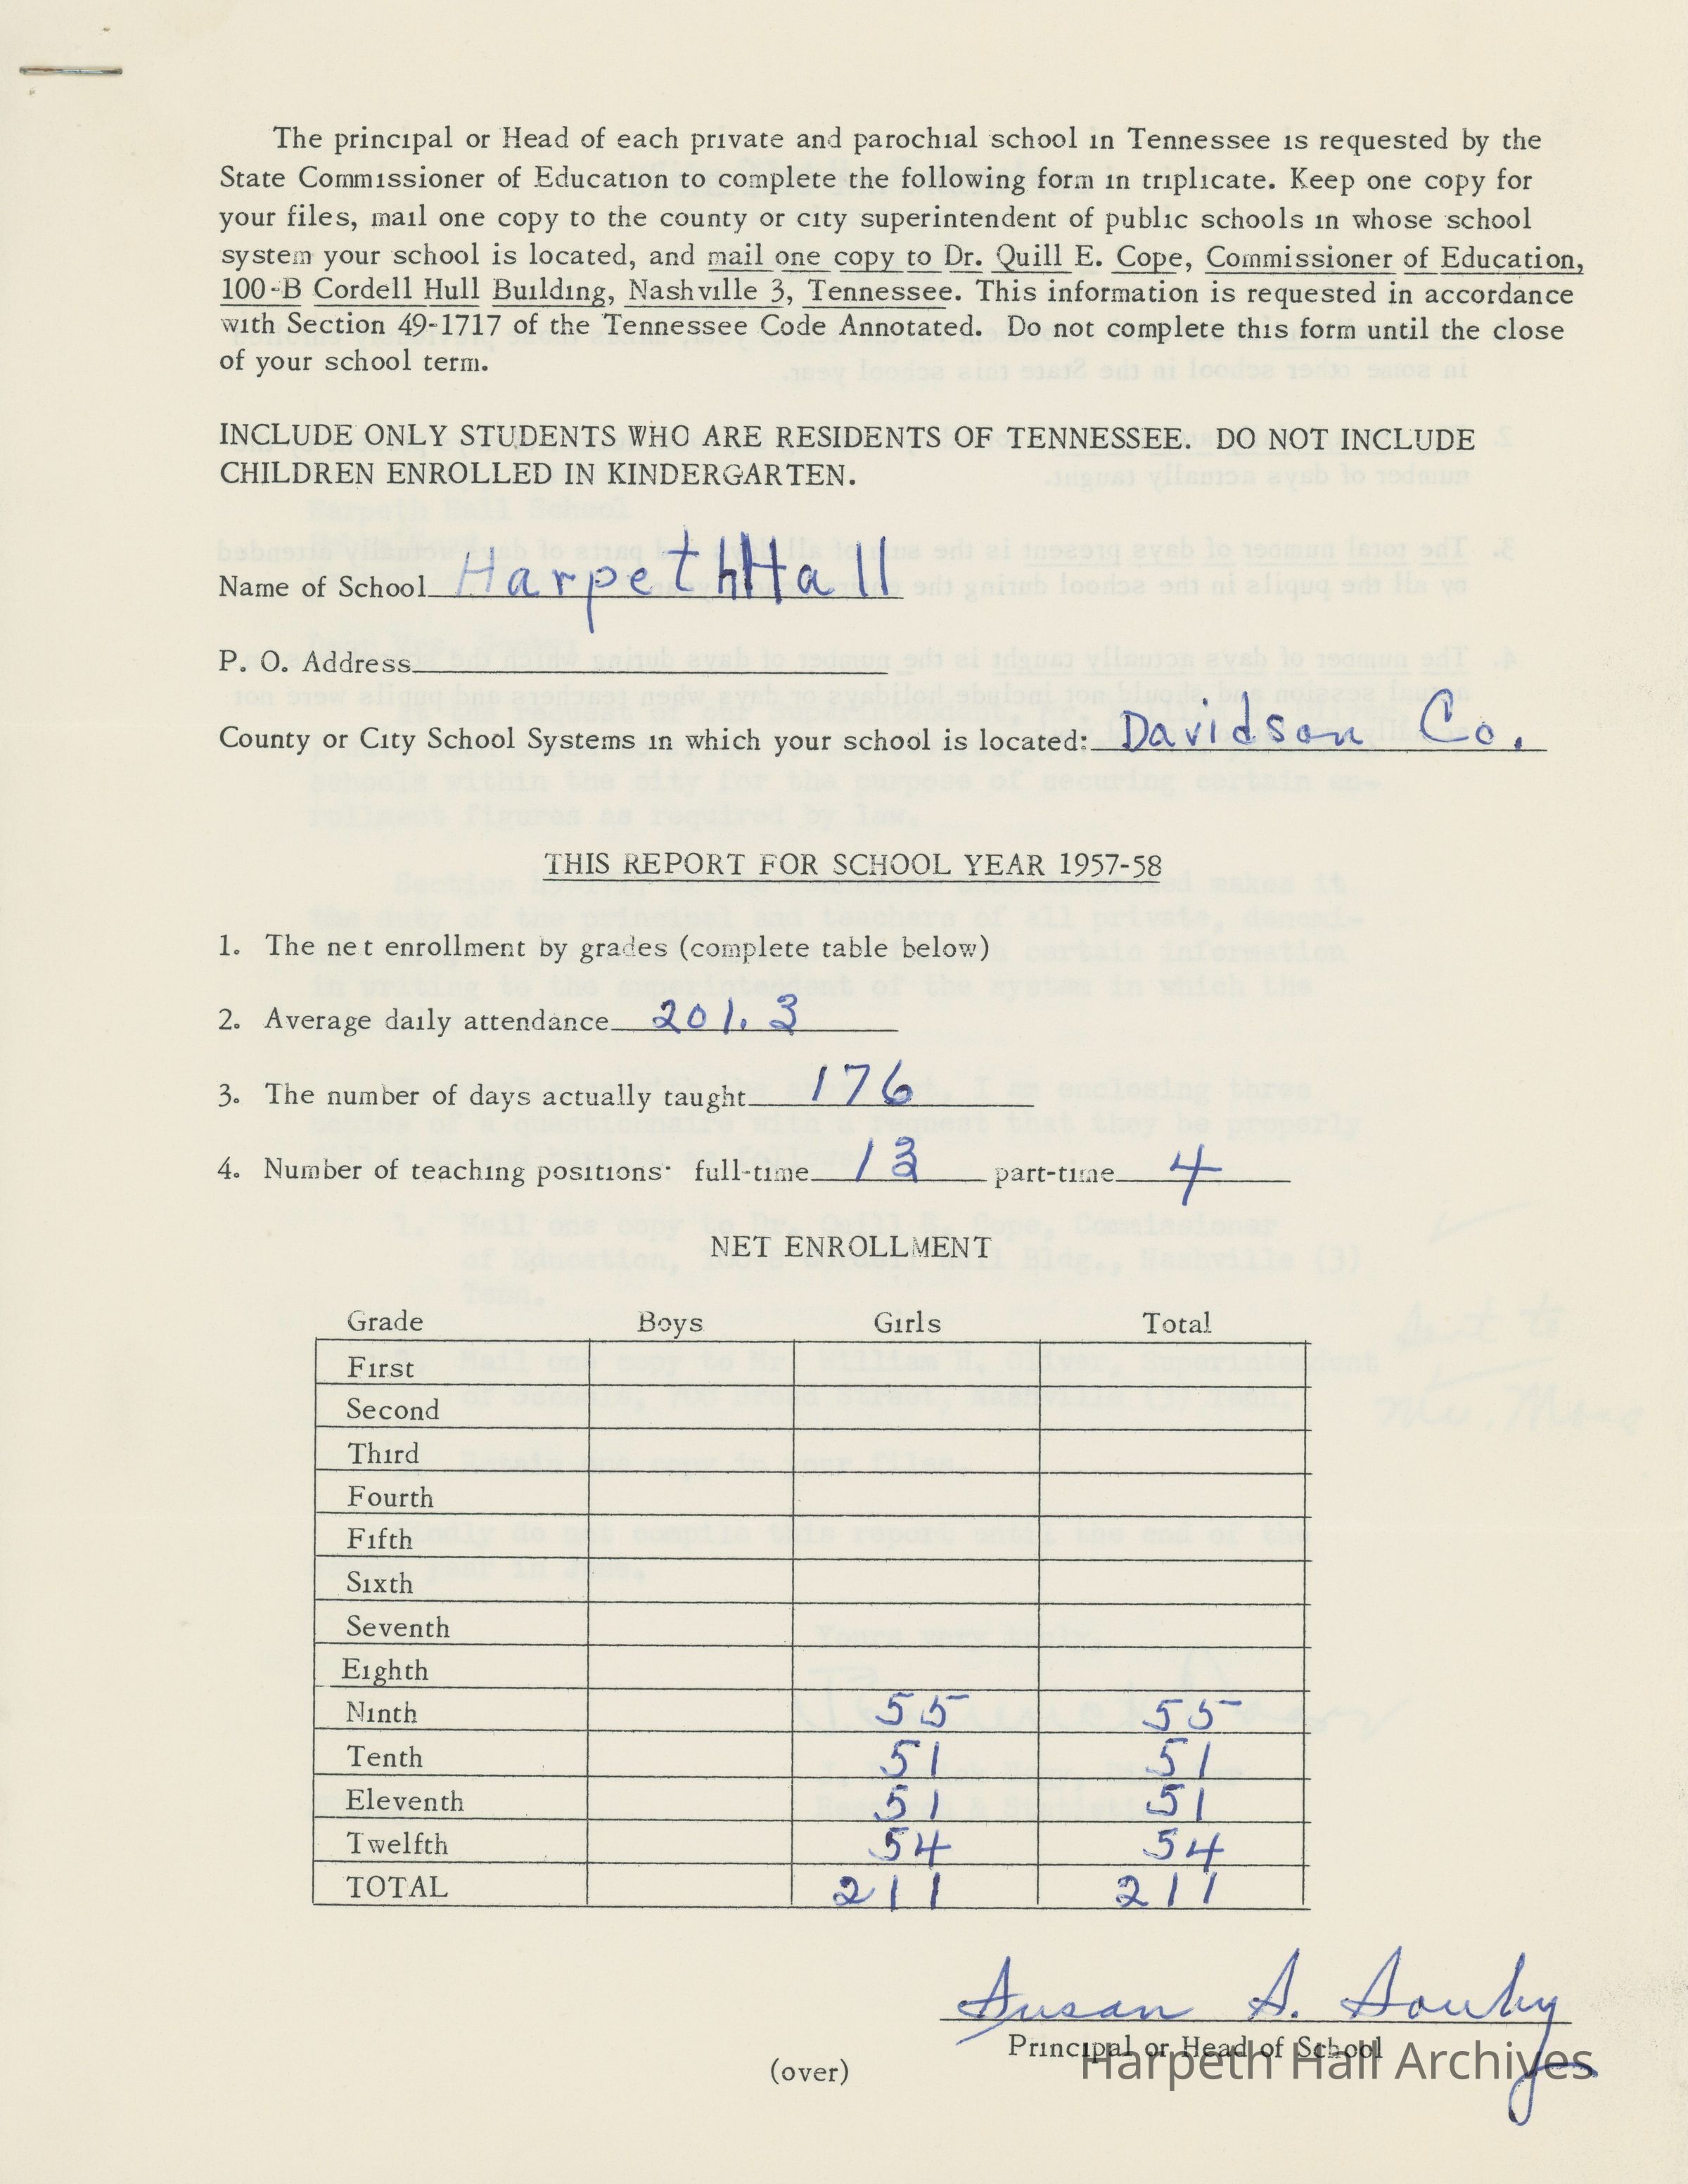 The principal or Head of each private and parochial school in Tennessee is requested by the
State Commissioner of Education to complete the following form in triplicate. Keep one copy for
your files, mail one copy to the county or city superintendent of public schools in whose school
system your school is located, and mail one copy to Dr. Quill E. Cope, Commissioner of Education,
100-B Cordell Hull Building, Nashville 3, Tennessee. This information is requested in accordance
with Section 49-1717 of the Tennessee Code Annotated. Do not complete this form until the close
of your school term.
INCLUDE ONLY STUDENTS WHO ARE RESIDENTS OF TENNESSEE. DO NOT INCLUDE
CHILDREN ENROLLED IN KINDERGARTEN.
Name of School Harpeth Hall
P. O. Address
County or City School Systems in which your school is located: Davidson Co.
THIS REPORT FOR SCHOOL YEAR 1957-58
1. The net enrollment by grades (complete table below)
2. Average daily attendance 201.3
3. The number of days actually taught 176
4. Number of teaching positions: full-time 13 part-time 4
NET ENROLLMENT
Grade Boys Girls Total
First
Second
Third
Fourth
Fifth
Sixth
Seventh
Eighth
Ninth 55 55
Tenth 51 51
Eleventh 51 51
Twelfth 54 54
TOTAL 211 211
Susan S. Souby
Principal or Head of School
Harpeth Hall Archives
(over)